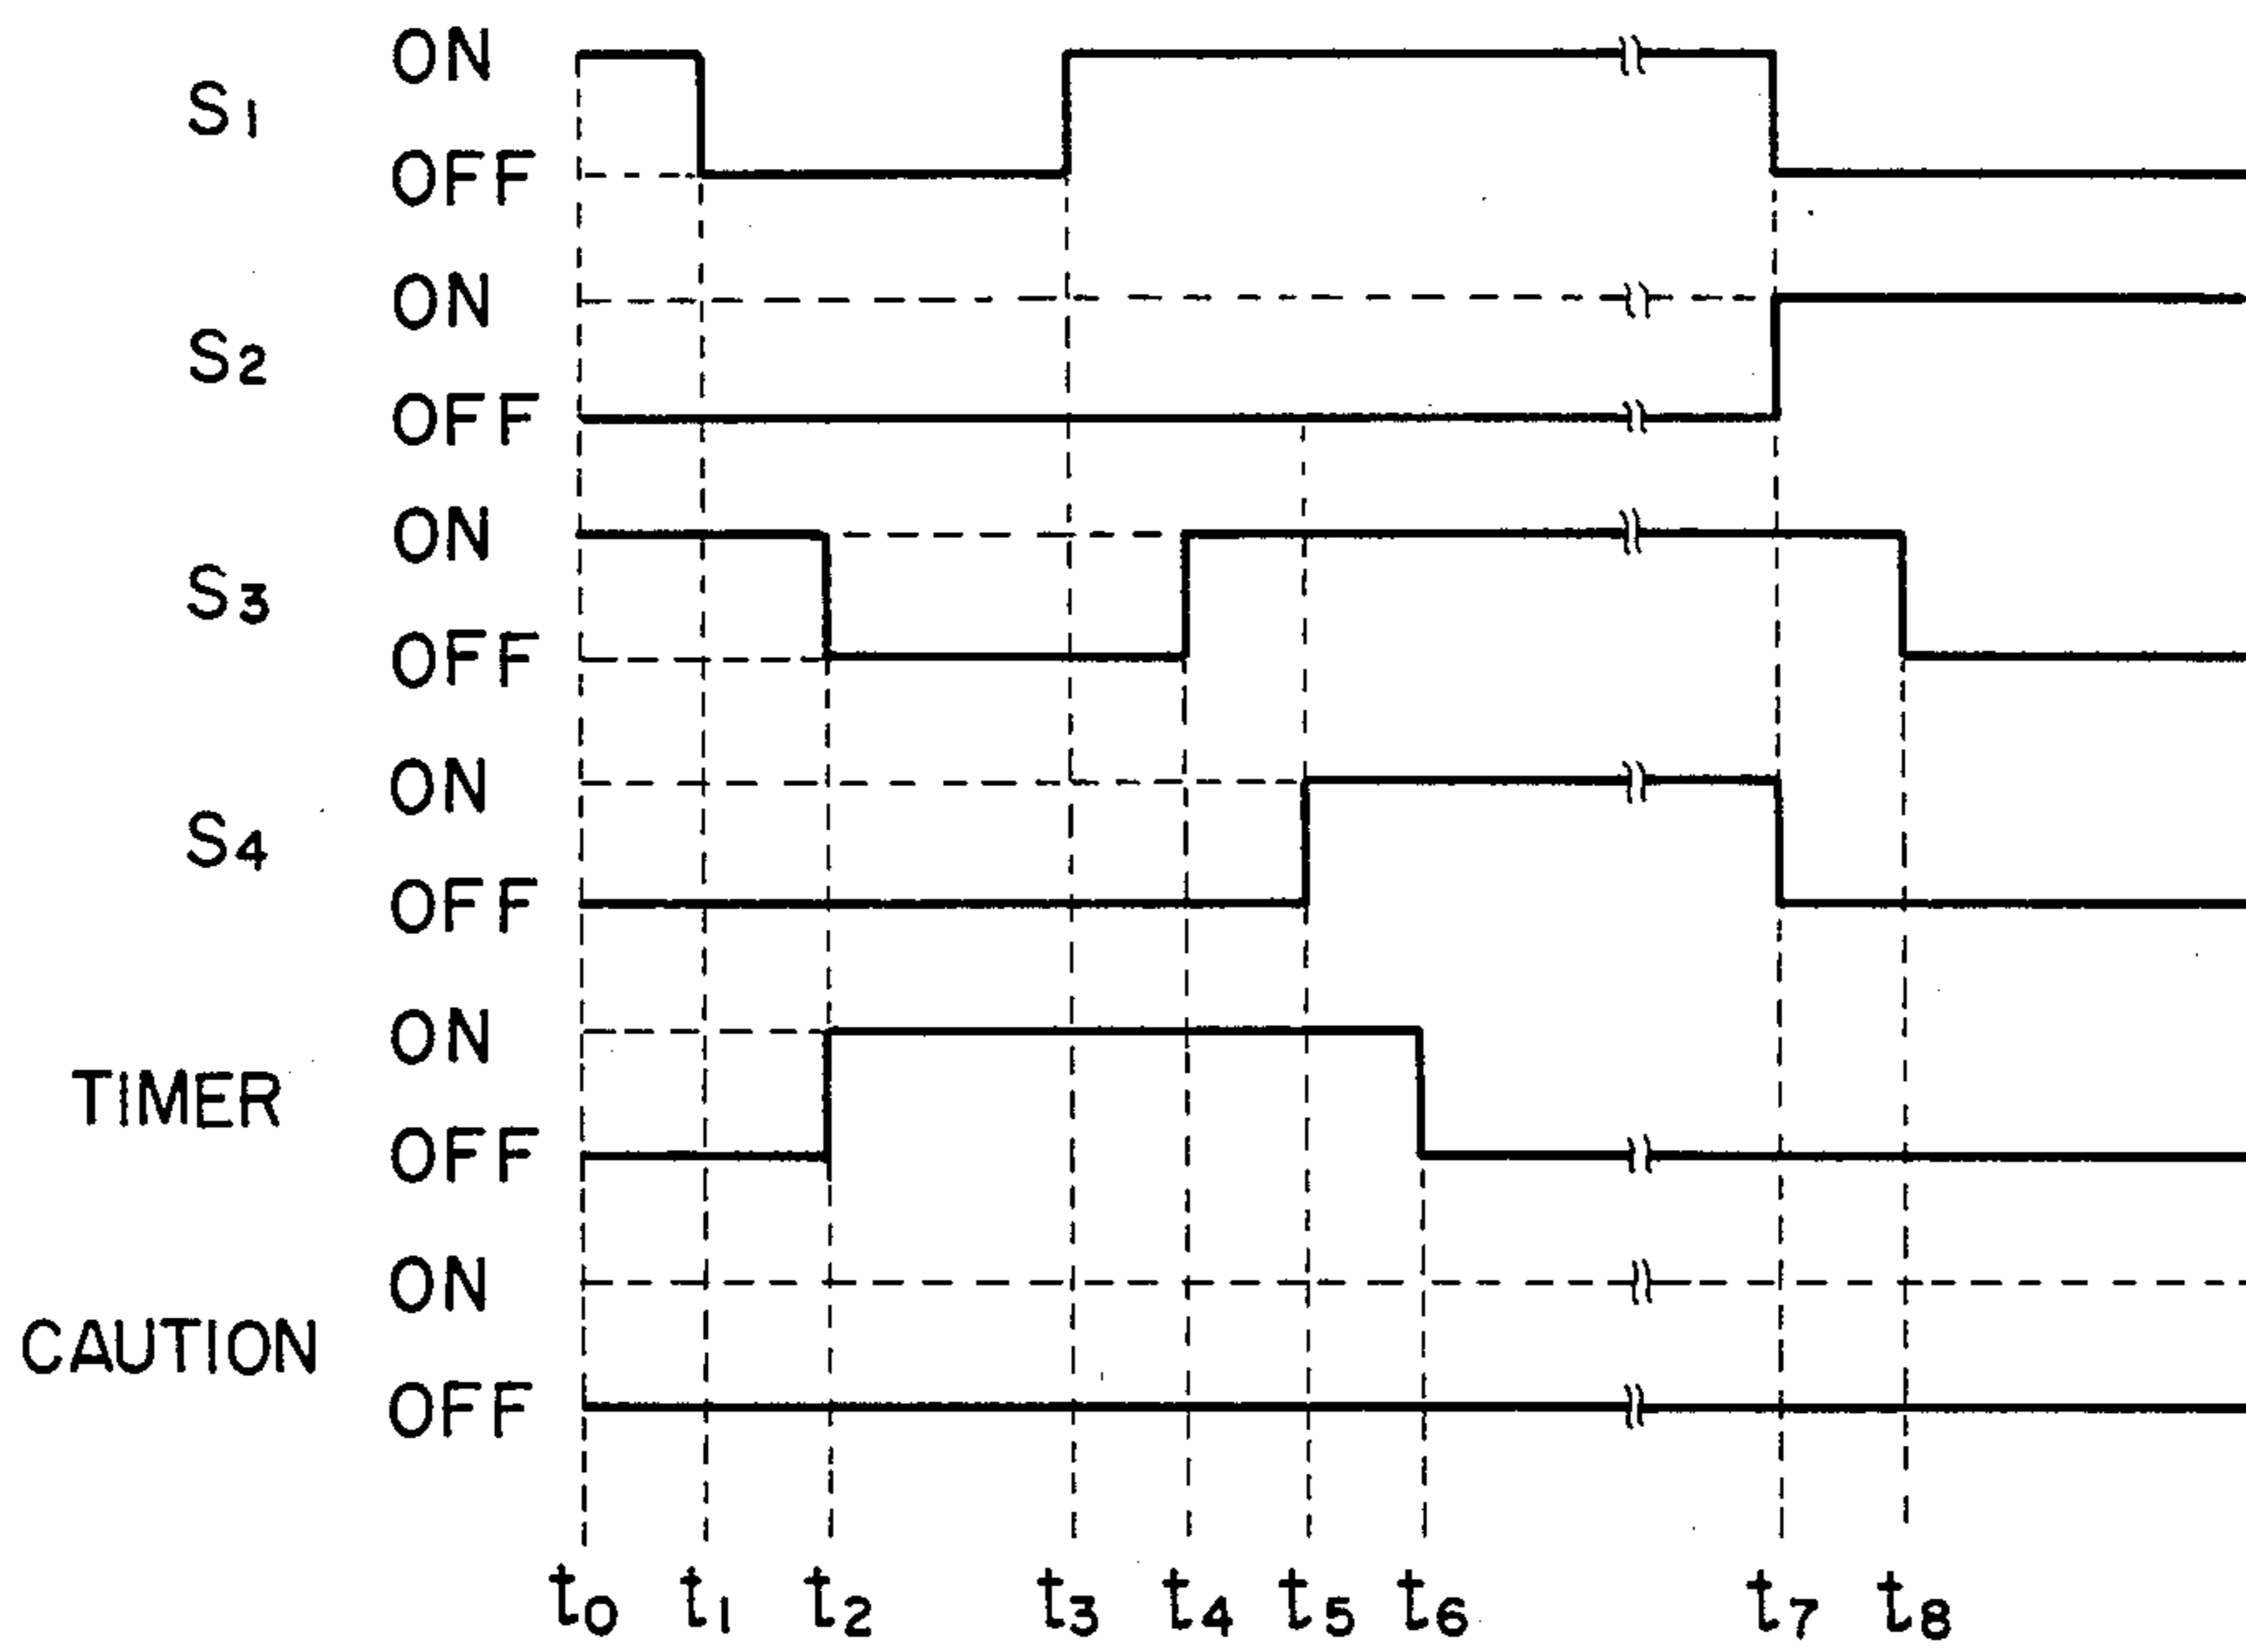 ON
S1
OFF
ON
S2
OFF
ON
S3
OFF
ON
S4
OFF
ON
TIMER
OFF
ON
CAUTION
OFF
t0 t1 t2 t3 t4 t5 t6 t7 t8